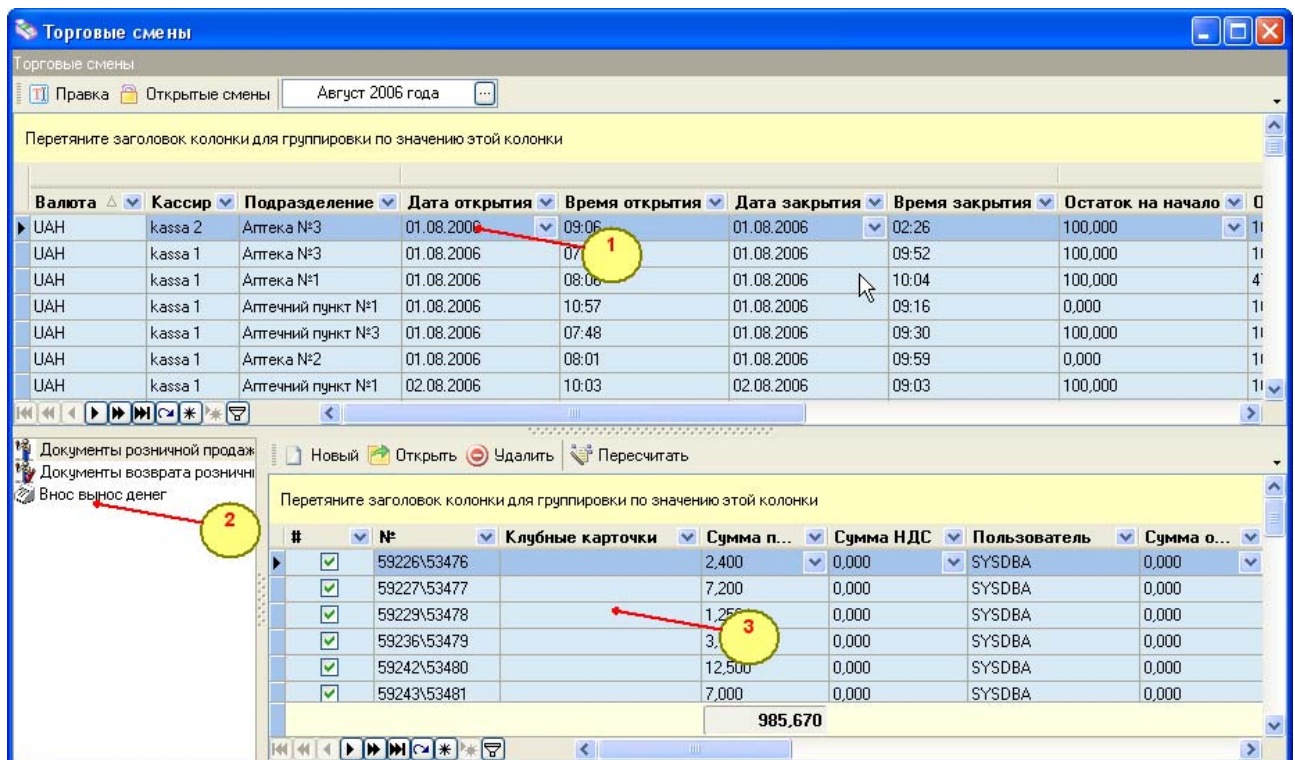 Торговые смены
Торговые смены
Правка Открытые смены Август 2006 года ...
Перетяните заголовок колонки для группировки по значению этой колонки
Валюта Кассир Подразделение Дата открытия Время открытия Дата закрытия Время закрытия Остаток на начало
UAH kassa 2 Аптека №3 01.08.2006 09:06 01.08.2006 02:26 100,000
1
UAH kassa 1 Аптека №3 01.08.2006 01.08.2006 09:52 100,000
UAH kassa 1 Аптека №1 01.08.2006 08:06 01.08.2006 10:04 100,000
UAH kassa 1 Аптечний пункт №1 01.08.2006 10:57 01.08.2006 09:16 0,000
UAH kassa 1 Аптечний пункт №3 01.08.2006 07:48 01.08.2006 09:30 100,000
UAH kassa 1 Аптека №2 01.08.2006 08:01 01.08.2006 09:59 0,000
UAH kassa 1 Аптечний пункт №1 02.08.2006 10:03 02.08.2006 09:03 100,000
Документы розничной продаж
Документы возврата розничн
Внос вынос денег
2
Новый Открыть Удалить Пересчитать
Перетяните заголовок колонки для группировки по значению этой колонки
# № Клубные карточки Сумма п... Сумма НДС Пользователь Сумма о...
59226\53476 2,400 0,000 SYSDBA 0,000
59227\53477 7,200 0,000 SYSDBA 0,000
59229\53478 0,000 SYSDBA 0,000
3
59236\53479 0,000 SYSDBA 0,000
59242\53480 12,500 0,000 SYSDBA 0,000
59243\53481 7,000 0,000 SYSDBA 0,000
985,670